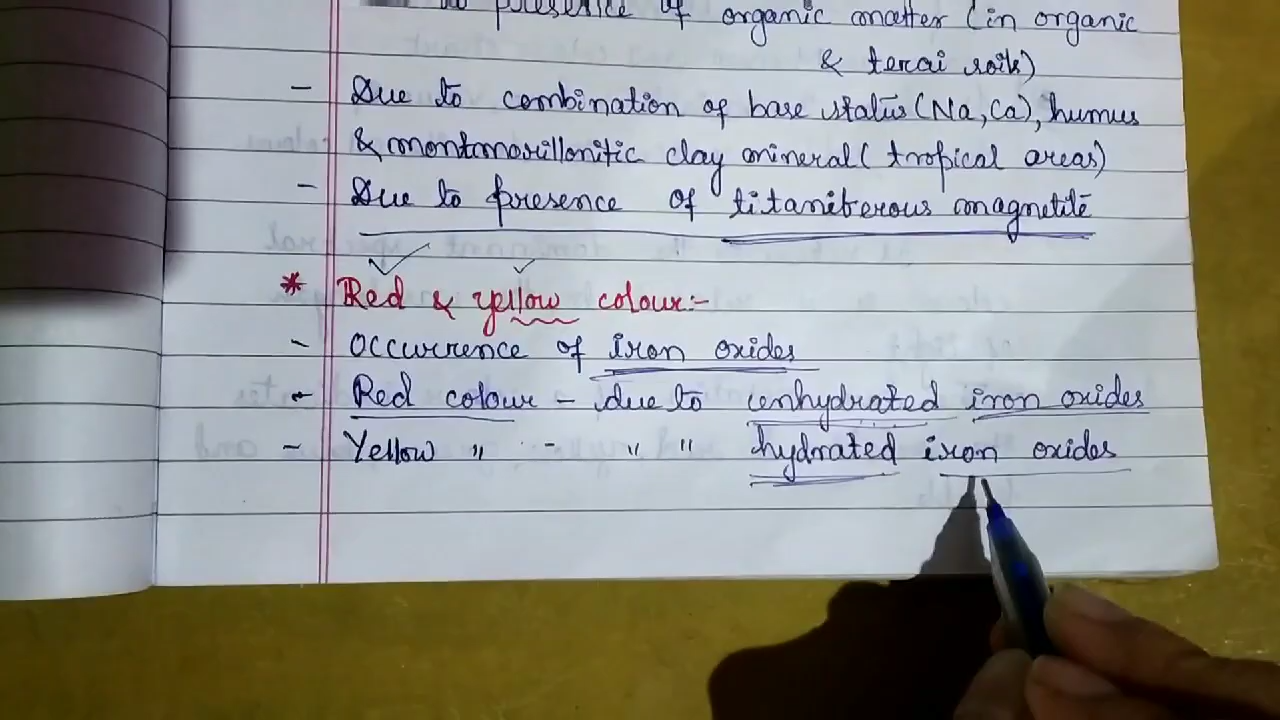 presence of organic matter (in organic
& terai soils)
- Due to combination of base status (Na, Ca), humus
& montmorillonitic clay mineral ( tropical areas)
- Due to presence of titaniberous magnetite
* Red & yellow colour:-
- Occurrence of iron oxides
- Red colour - due to unhydrated iron oxides
- Yellow " - " " hydrated iron oxides